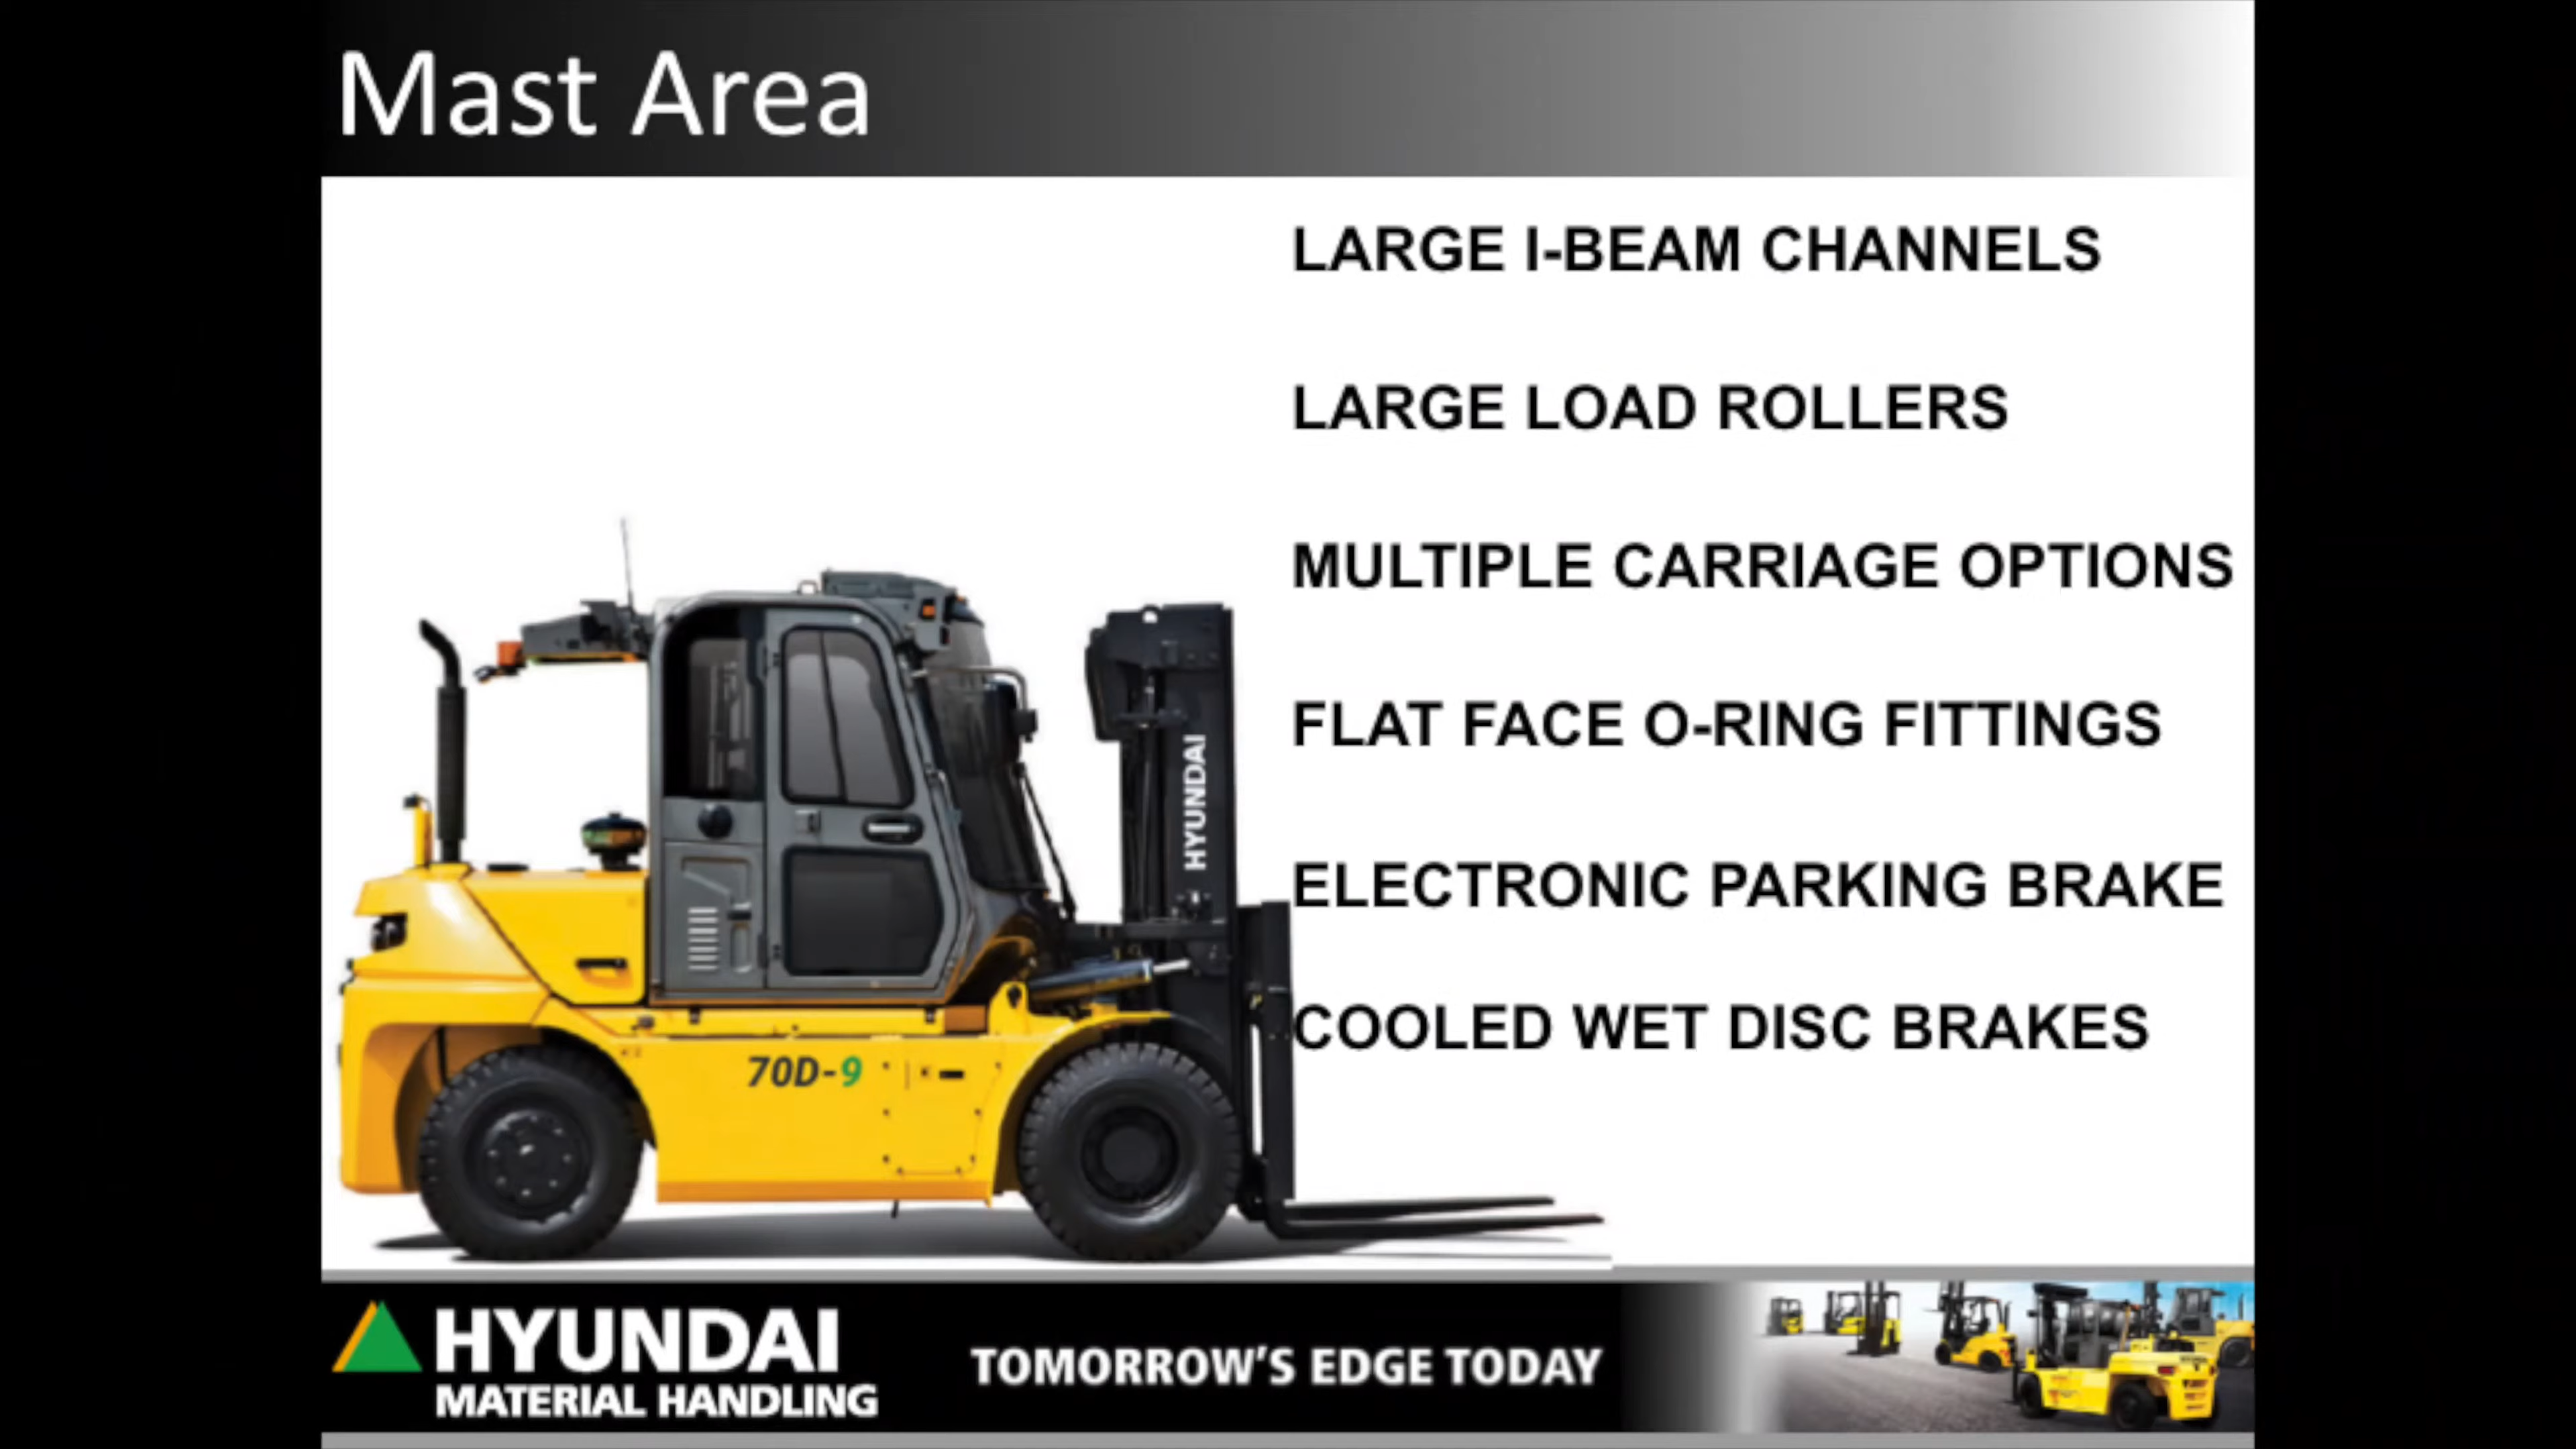 Mast Area
LARGE I-BEAM CHANNELS
LARGE LOAD ROLLERS
MULTIPLE CARRIAGE OPTIONS
FLAT FACE O-RING FITTINGS
ELECTRONIC PARKING BRAKE
COOLED WET DISC BRAKES
HYUNDAI
70D-9
HYUNDAI
MATERIAL HANDLING
TOMORROW'S EDGE TODAY